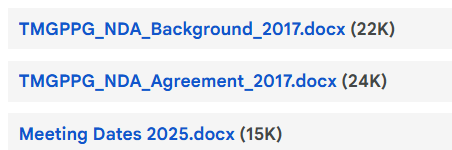 TMGPPG_NDA_Background_2017.docx (22K)
TMGPPG_NDA_Agreement_2017.docx (24K)
Meeting Dates 2025.docx (15K)